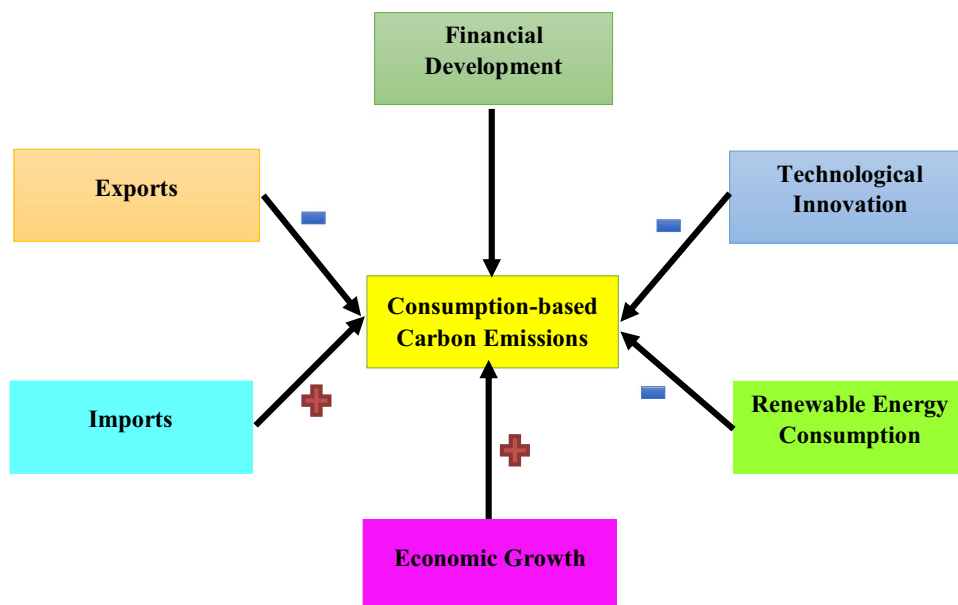 Financial
Development
Exports
Technological
Innovation
Consumption-based
Carbon Emissions
Imports
Renewable Energy
Consumption
Economic Growth